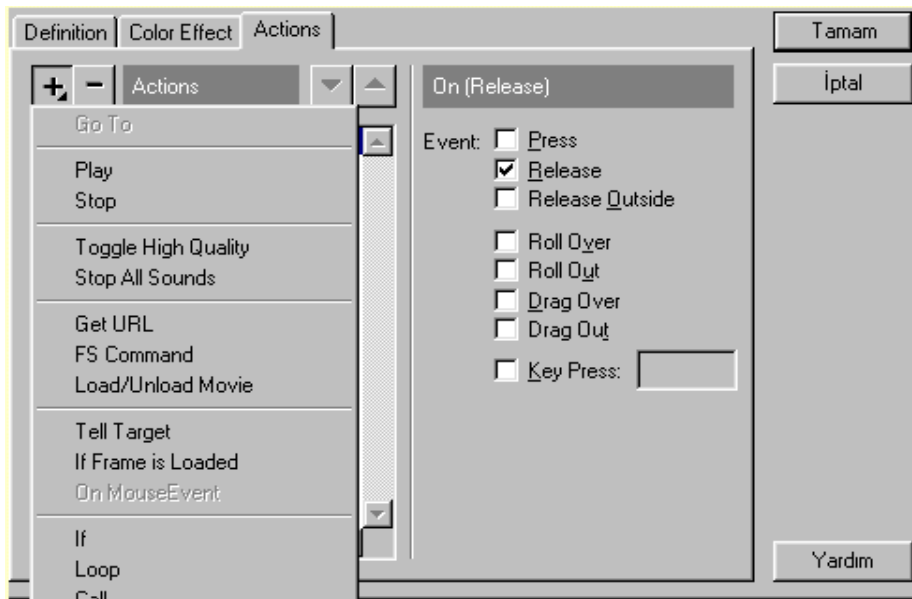 Definition Color Effect Actions
+ - Actions
Go To
Play
Stop
Toggle High Quality
Stop All Sounds
Get URL
FS Command
Load/Unload Movie
Tell Target
If Frame is Loaded
On MouseEvent
If
Loop
Call
On (Release)
Event: Press
Release
Release Outside
Roll Over
Roll Out
Drag Over
Drag Out
Key Press:
Tamam
İptal
Yardım